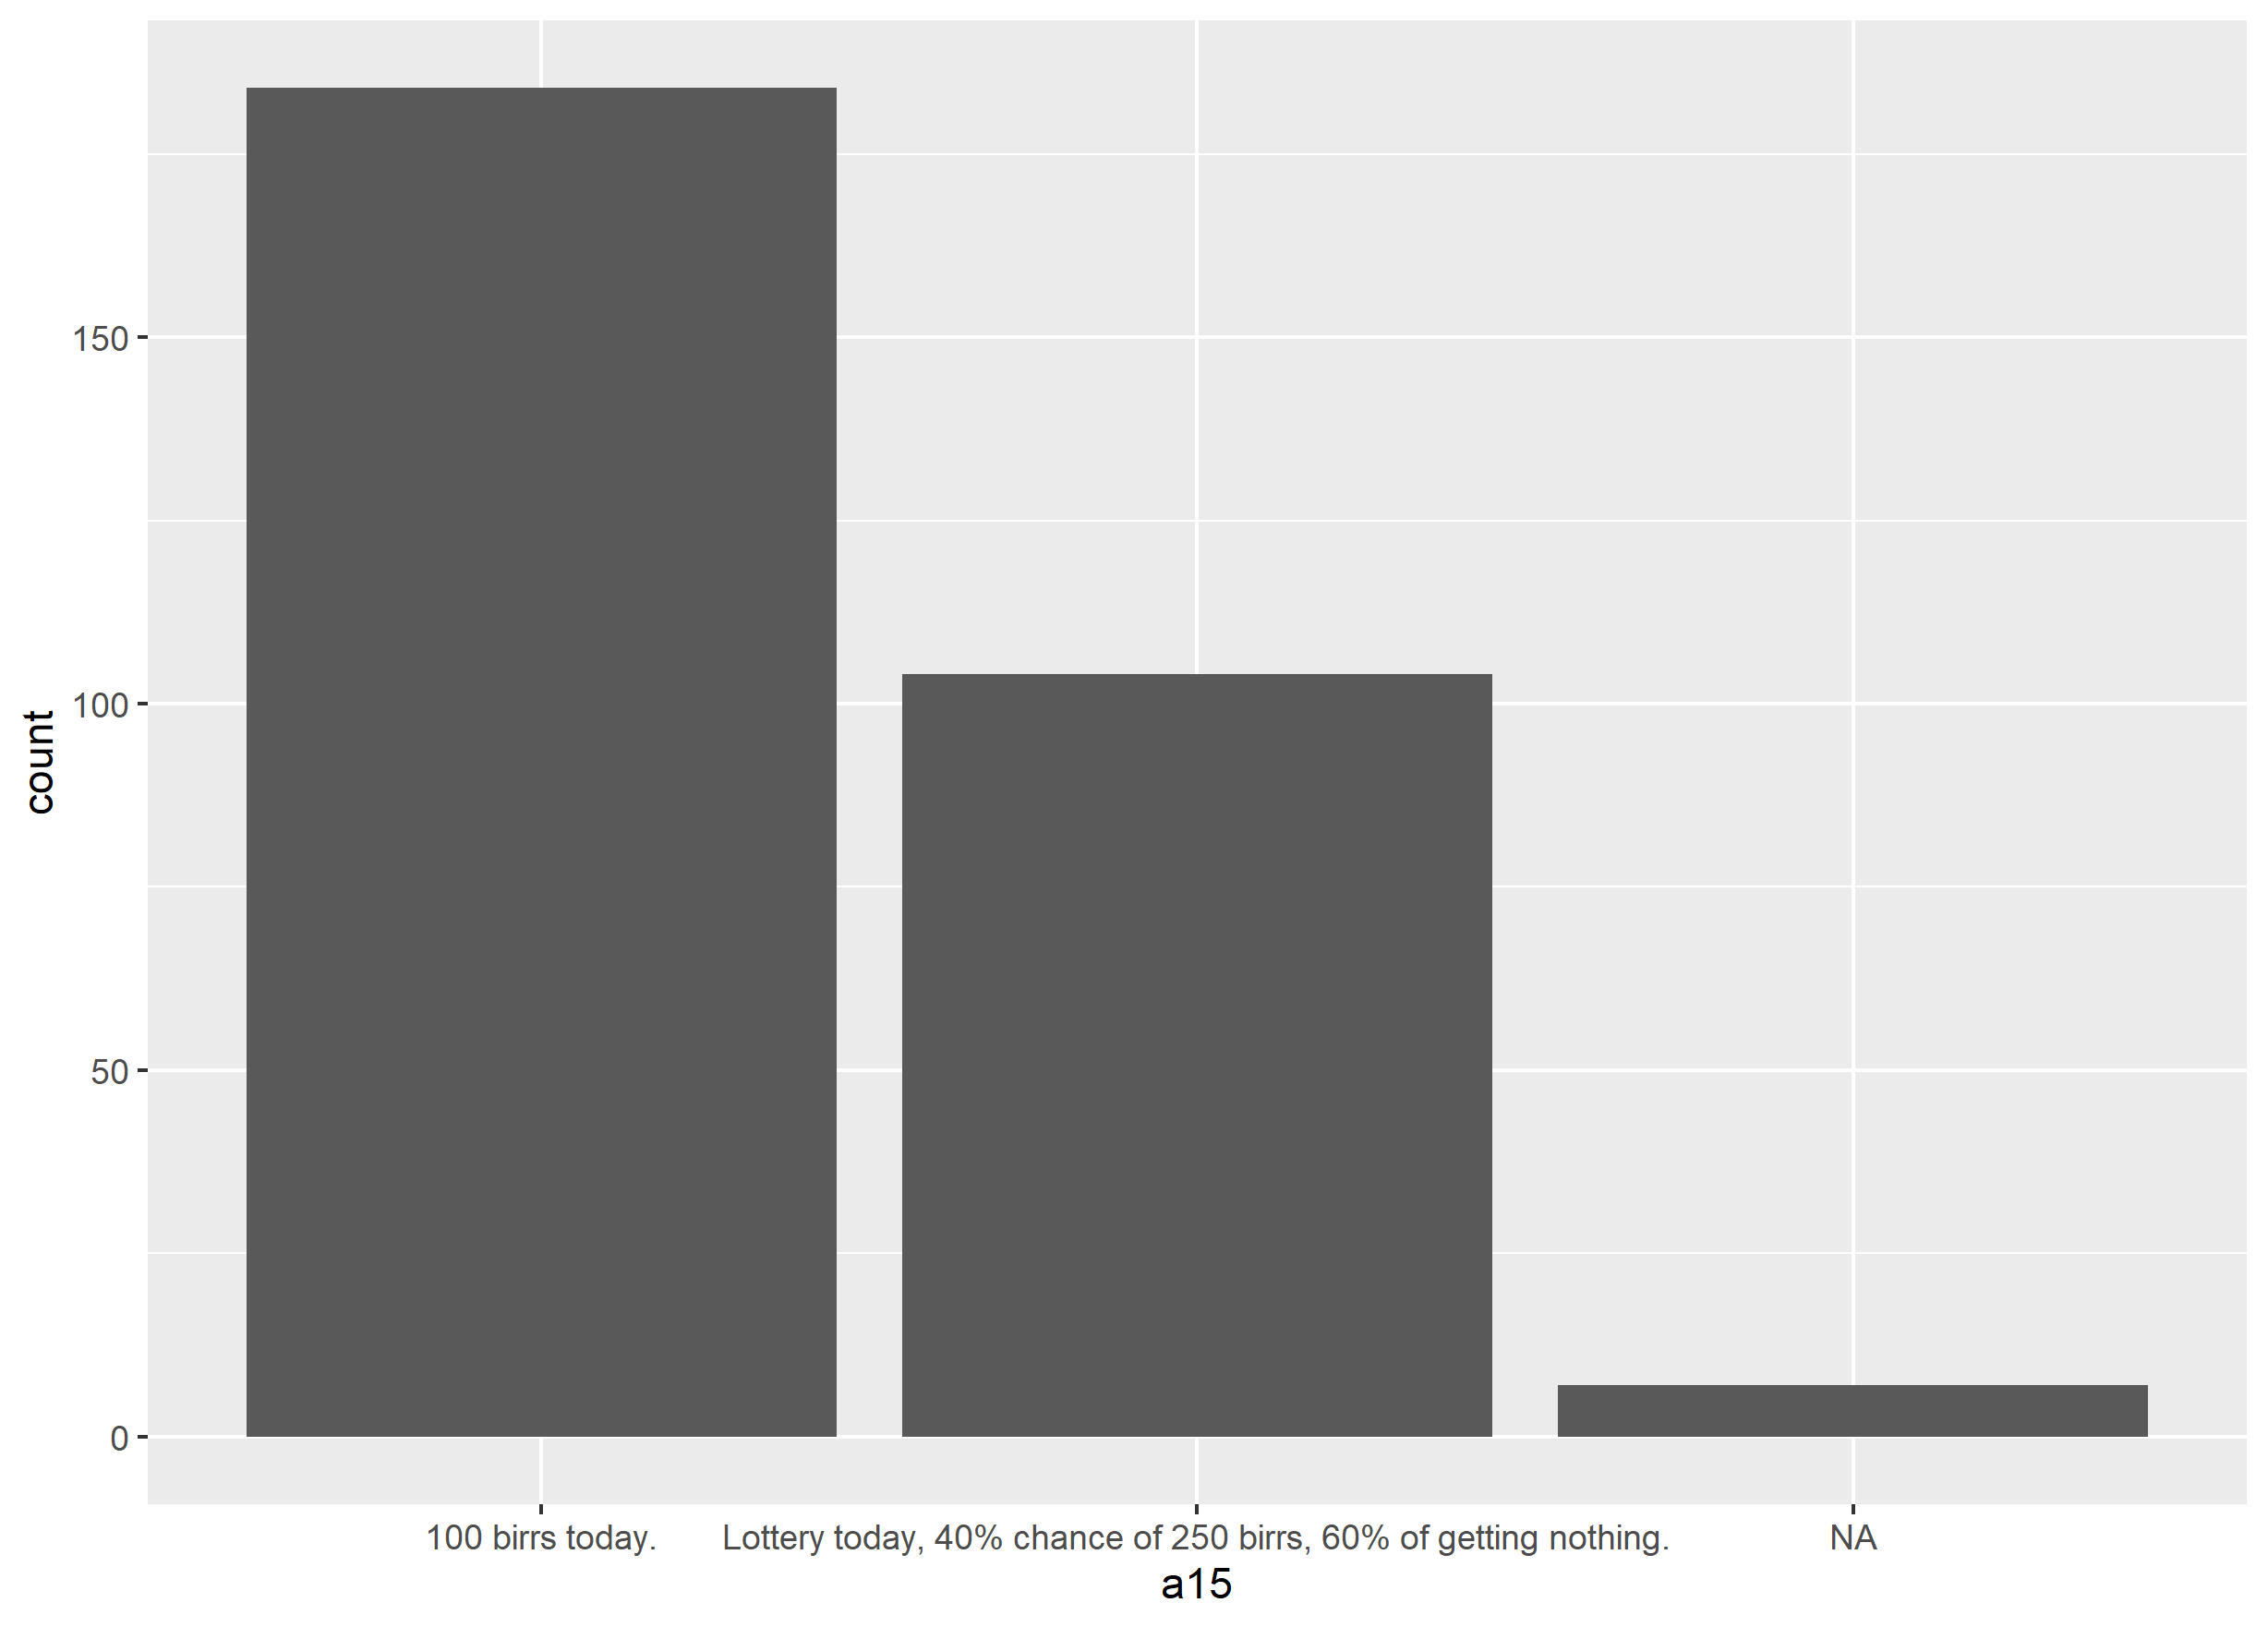 count
150
100
50
0
100 birrs today.
Lottery today, 40% chance of 250 birrs, 60% of getting nothing.
NA
a15